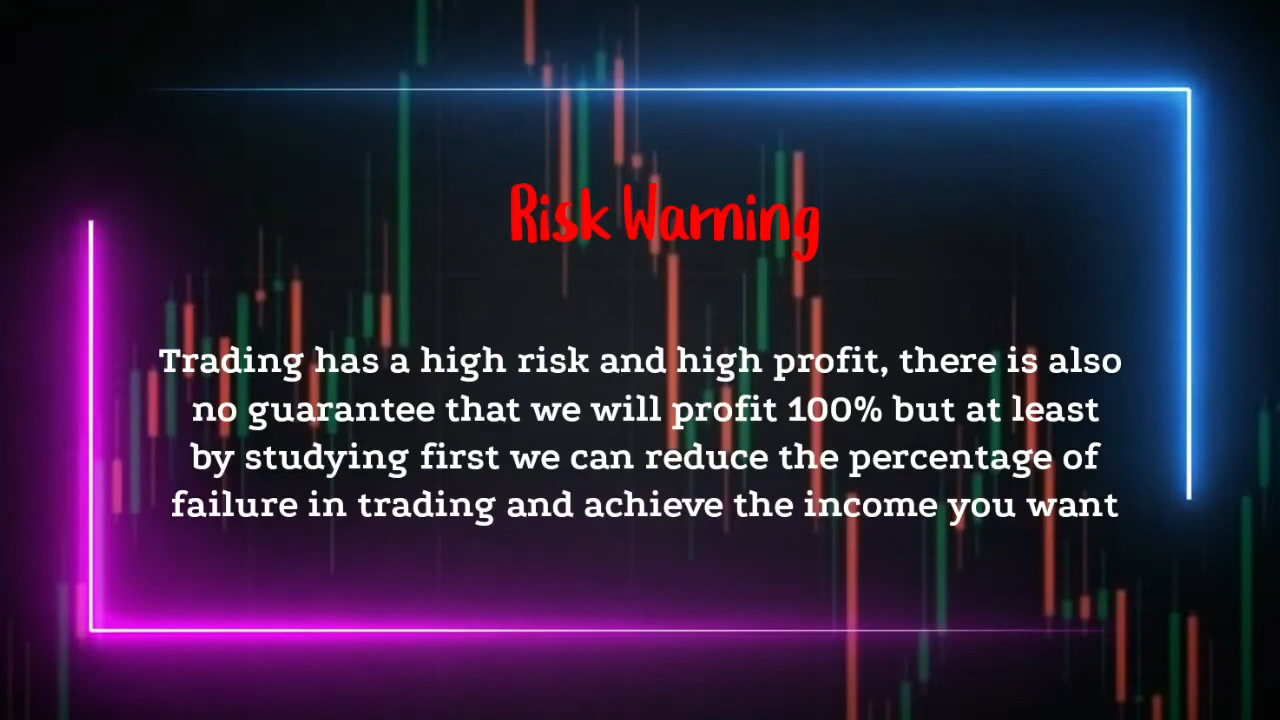 Risk Warning
Trading has a high risk and high profit, there is also
no guarantee that we will profit 100% but at least
by studying first we can reduce the percentage of
failure in trading and achieve the income you want